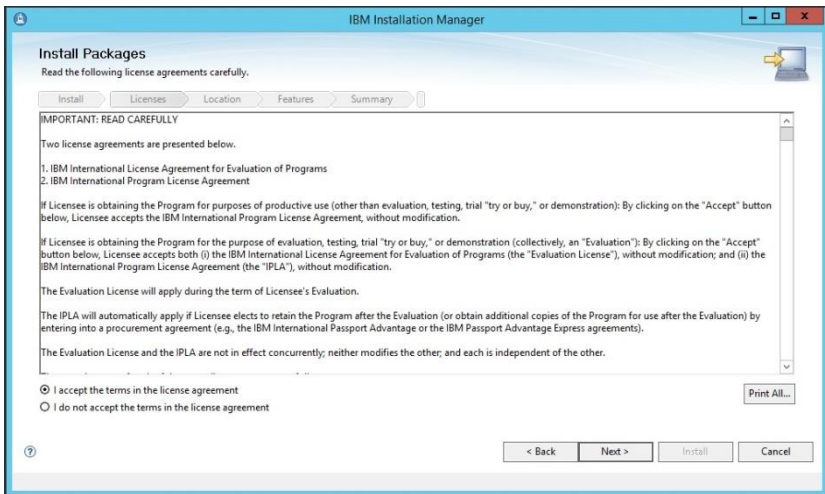 IBM Installation Manager
Install Packages
Read the following license agreements carefully.
Install
Licenses
Location
Features
Summary
IMPORTANT: READ CAREFULLY
Two license agreements are presented below.
1. IBM International License Agreement for Evaluation of Programs
2. IBM International Program License Agreement
If Licensee is obtaining the Program for purposes of productive use (other than evaluation, testing, trial "try or buy," or demonstration): By clicking on the "Accept" button
below, Licensee accepts the IBM International Program License Agreement, without modification.
If Licensee is obtaining the Program for the purpose of evaluation, testing, trial "try or buy," or demonstration (collectively, an "Evaluation"): By clicking on the "Accept"
button below, Licensee accepts both (i) the IBM International License Agreement for Evaluation of Programs (the "Evaluation License"), without modification; and (ii) the
IBM International Program License Agreement (the "IPLA"), without modification.
The Evaluation License will apply during the term of Licensee's Evaluation.
The IPLA will automatically apply if Licensee elects to retain the Program after the Evaluation (or obtain additional copies of the Program for use after the Evaluation) by
entering into a procurement agreement (e.g., the IBM International Passport Advantage or the IBM Passport Advantage Express agreements).
The Evaluation License and the IPLA are not in effect concurrently; neither modifies the other; and each is independent of the other.
I accept the terms in the license agreement
Print All...
I do not accept the terms in the license agreement
?
< Back
Next >
Install
Cancel